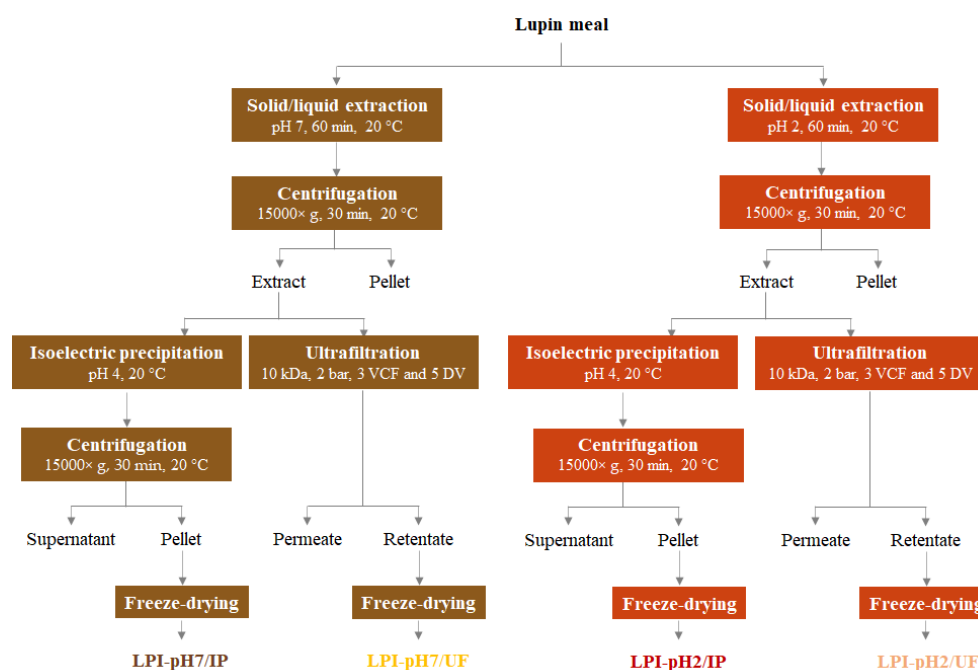 Lupin meal
Solid/liquid extraction
pH 7, 60 min, 20 °C
Solid/liquid extraction
pH 2, 60 min, 20 °C
Centrifugation
15000× g, 30 min, 20 °C
Centrifugation
15000× g, 30 min, 20 °C
Extract
Pellet
Extract
Pellet
Isoelectric precipitation
pH 4, 20 °C
Ultrafiltration
10 kDa, 2 bar, 3 VCF and 5 DV
Isoelectric precipitation
pH 4, 20 °C
Ultrafiltration
10 kDa, 2 bar, 3 VCF and 5 DV
Centrifugation
15000× g, 30 min, 20 °C
Centrifugation
15000× g, 30 min, 20 °C
Supernatant
Pellet
Permeate
Retentate
Supernatant
Pellet
Permeate
Retentate
Freeze-drying
Freeze-drying
Freeze-drying
Freeze-drying
LPI-pH7/IP
LPI-pH7/UF
LPI-pH2/IP
LPI-pH2/UF